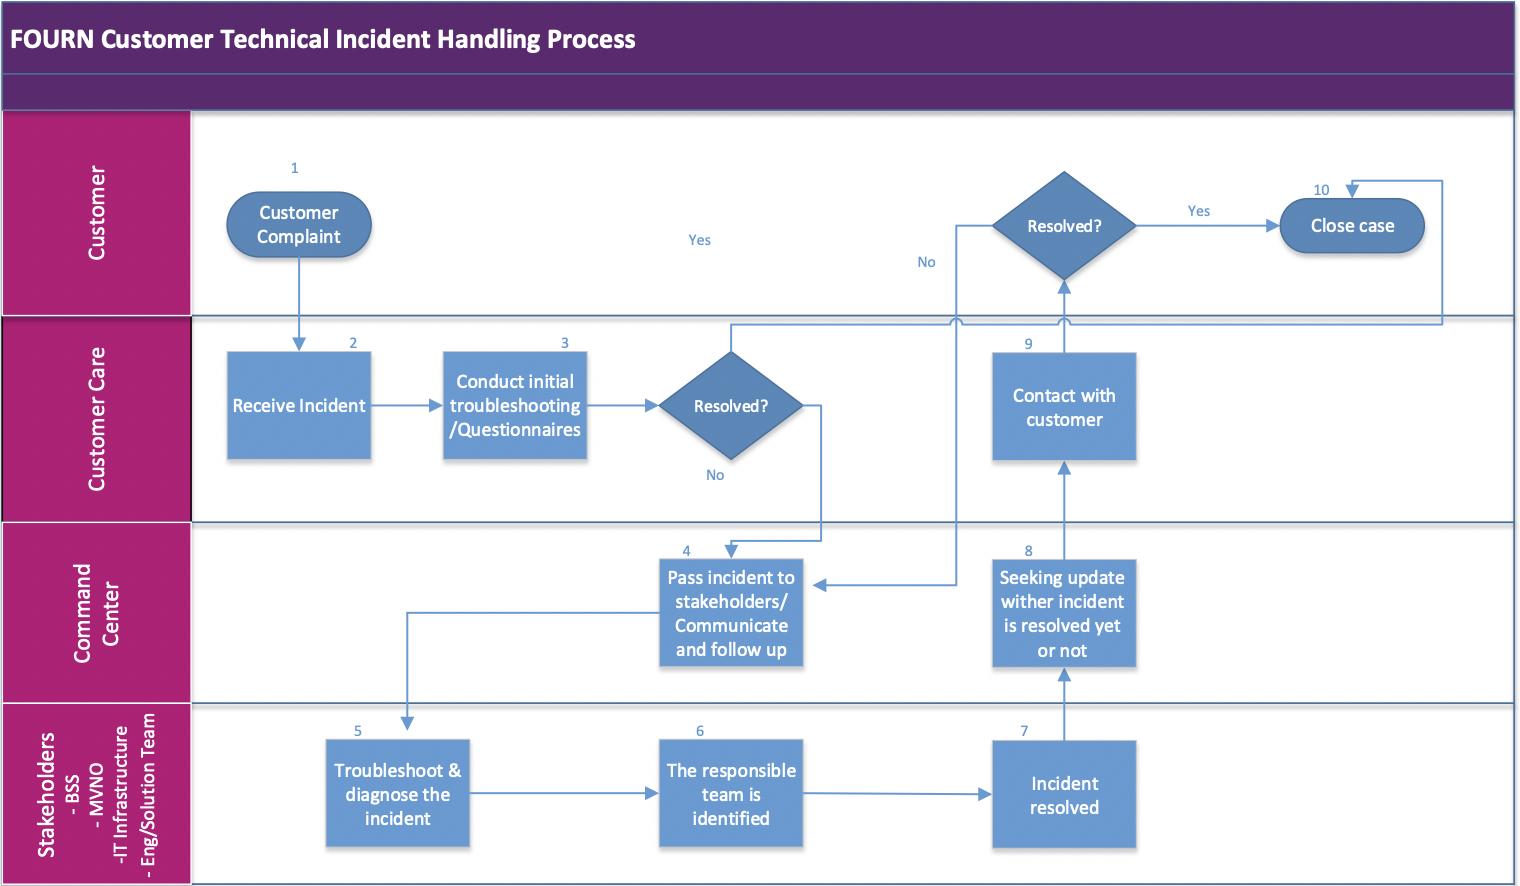 FOURN Customer Technical Incident Handling Process
Customer
1
Customer
Complaint
Yes
No
Resolved?
Yes
10
Close case
Customer Care
2
Receive Incident
3
Conduct initial
troubleshooting
/Questionnaires
Resolved?
No
9
Contact with
customer
Command
Center
4
Pass incident to
stakeholders/
Communicate
and follow up
8
Seeking update
wither incident
is resolved yet
or not
Stakeholders
- BSS
- MVNO
-IT Infrastructure
- Eng/Solution Team
5
Troubleshoot &
diagnose the
incident
6
The responsible
team is
identified
7
Incident
resolved